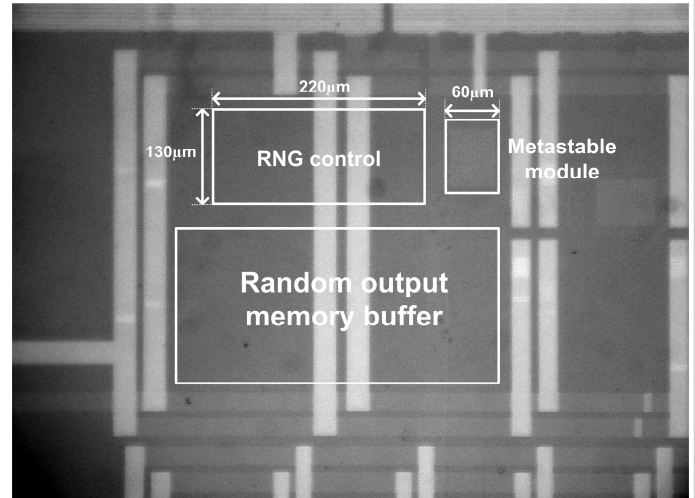 220µm
60µm
130µm
RNG control
Metastable
module
Random output
memory buffer